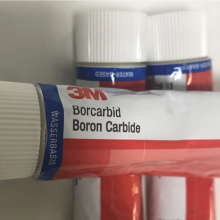 WATER-BASED
WATER-BASED
3M
Borcarbid
Boron Carbide
WASSERBASIS